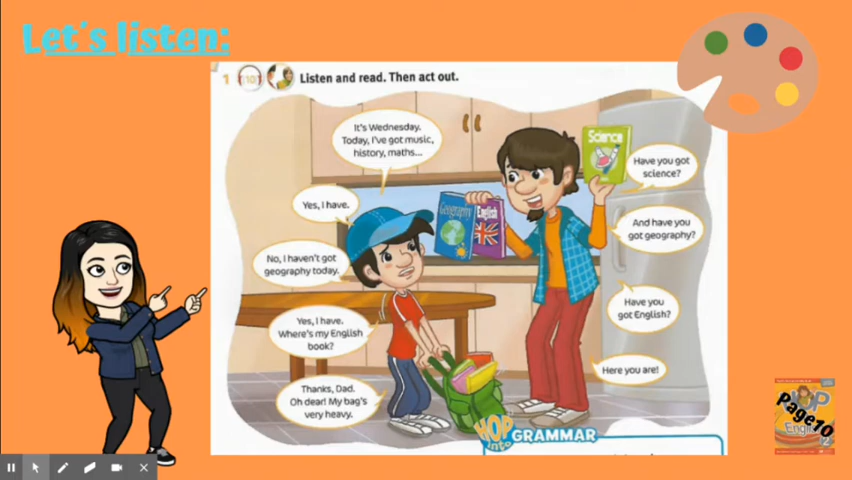 Let's listen:
1 Listen and read. Then act out.
It's Wednesday.
Today, I've got music,
history, maths...
Have you got
science?
Yes, I have.
And have you
got geography?
No, I haven't got
geography today.
Have you
got English?
Yes, I have.
Where's my English
book?
Here you are!
Thanks, Dad.
Oh dear! My bag's
very heavy.
Science
Geography
English
HOP
into
GRAMMAR
HOP
Page10
English
2